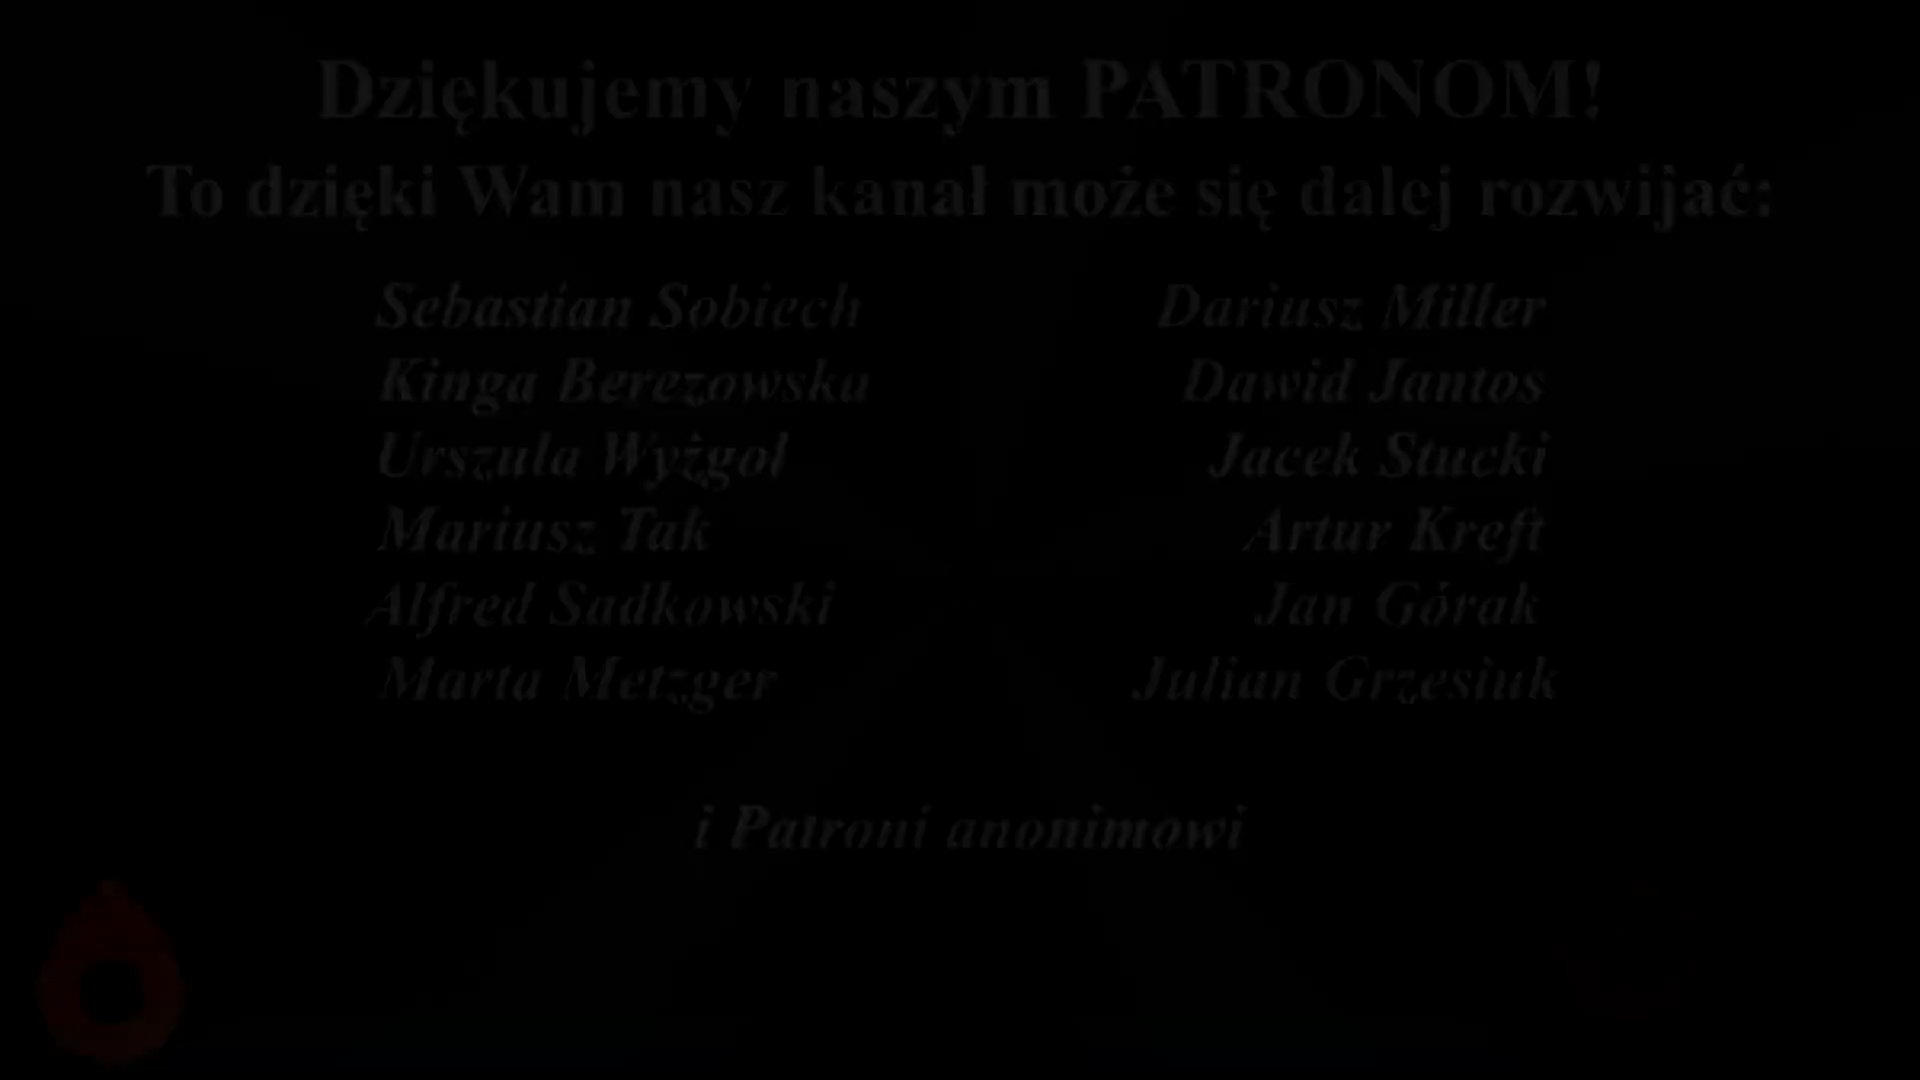 Dziękujemy naszym PATRONOM!
To dzięki Wam nasz kanał może się dalej rozwijać:
Sebastian Sobiech
Kinga Berezowska
Urszula Wyżgoł
Mariusz Tak
Alfred Sadkowski
Marta Metzger
Dariusz Miller
Dawid Jantos
Jacek Stucki
Artur Kreft
Jan Górak
Julian Grzesiuk
i Patroni anonimowi